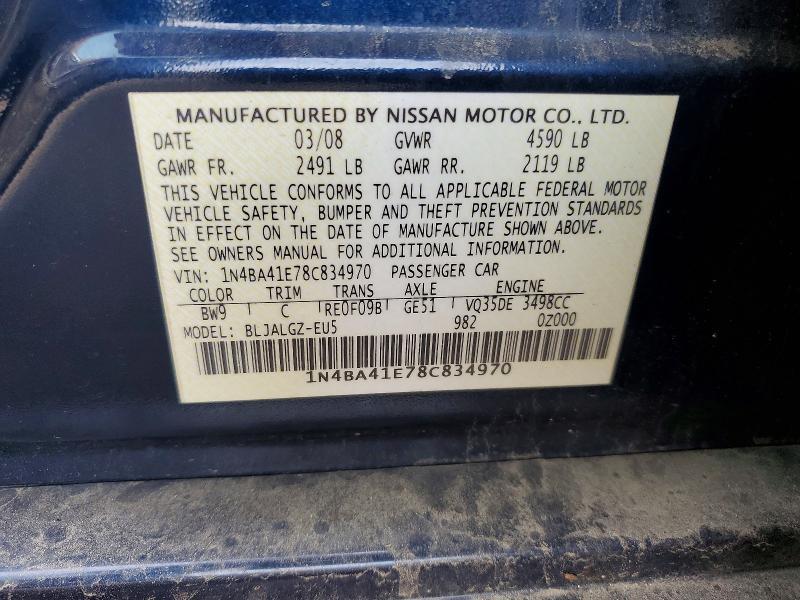 MANUFACTURED BY NISSAN MOTOR CO., LTD.
DATE 03/08 GVWR 4590 LB
GAWR FR. 2491 LB GAWR RR. 2119 LB
THIS VEHICLE CONFORMS TO ALL APPLICABLE FEDERAL MOTOR
VEHICLE SAFETY, BUMPER AND THEFT PREVENTION STANDARDS
IN EFFECT ON THE DATE OF MANUFACTURE SHOWN ABOVE.
SEE OWNERS MANUAL FOR ADDITIONAL INFORMATION.
VIN: 1N4BA41E78C834970 PASSENGER CAR
COLOR TRIM TRANS AXLE ENGINE
BW9 C RE0F09B GE51 VQ35DE 3498CC
MODEL: BLJALGZ-EU5 982 0Z000
1N4BA41E78C834970